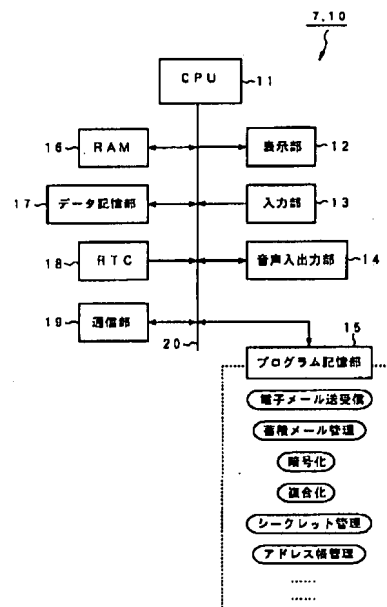 7,10
CPU
11
16 RAM
表示部 12
17 データ記憶部
入力部 13
18 RTC
音声入出力部 14
19 通信部
20
15
プログラム記憶部
電子メール送受信
蓄積メール管理
暗号化
複合化
シークレット管理
アドレス帳管理
……
……